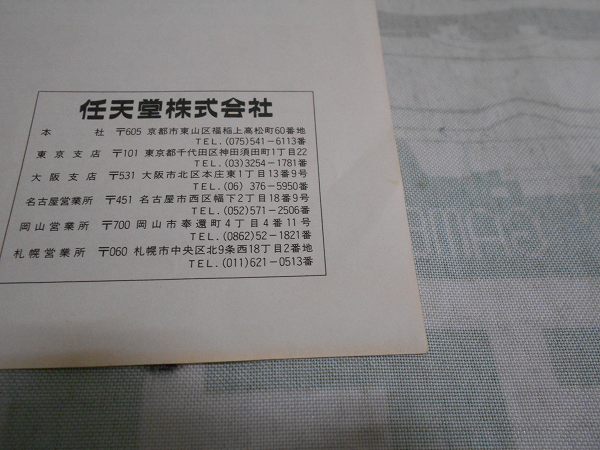 任天堂株式会社
本 社 〒605 京都市東山区福稲上高松町60番地
TEL.(075)541-6113番
東京支店 〒101 東京都千代田区神田須田町1丁目22
TEL.(03)3254-1781番
大阪支店 〒531 大阪市北区本庄東1丁目13番9号
TEL.(06) 376-5950番
名古屋営業所 〒451 名古屋市西区幅下2丁目18番9号
TEL.(052)571-2506番
岡山営業所 〒700 岡山市奉還町4丁目4番11号
TEL.(0862)52-1821番
札幌営業所 〒060 札幌市中央区北9条西18丁目2番地
TEL.(011)621-0513番